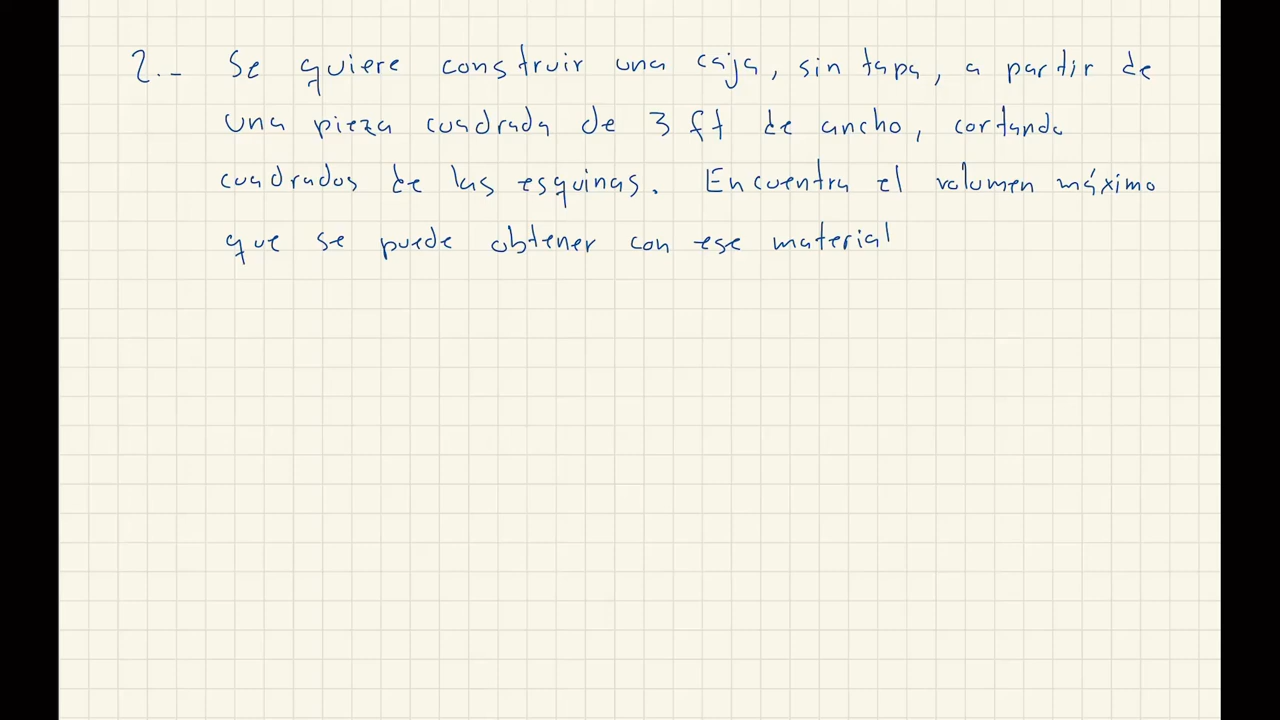 2.- Se quiere construir una caja, sin tapa, a partir de
una pieza cuadrada de 3 ft de ancho, cortando
cuadrados de las esquinas. Encuentra el volumen máximo
que se puede obtener con ese material